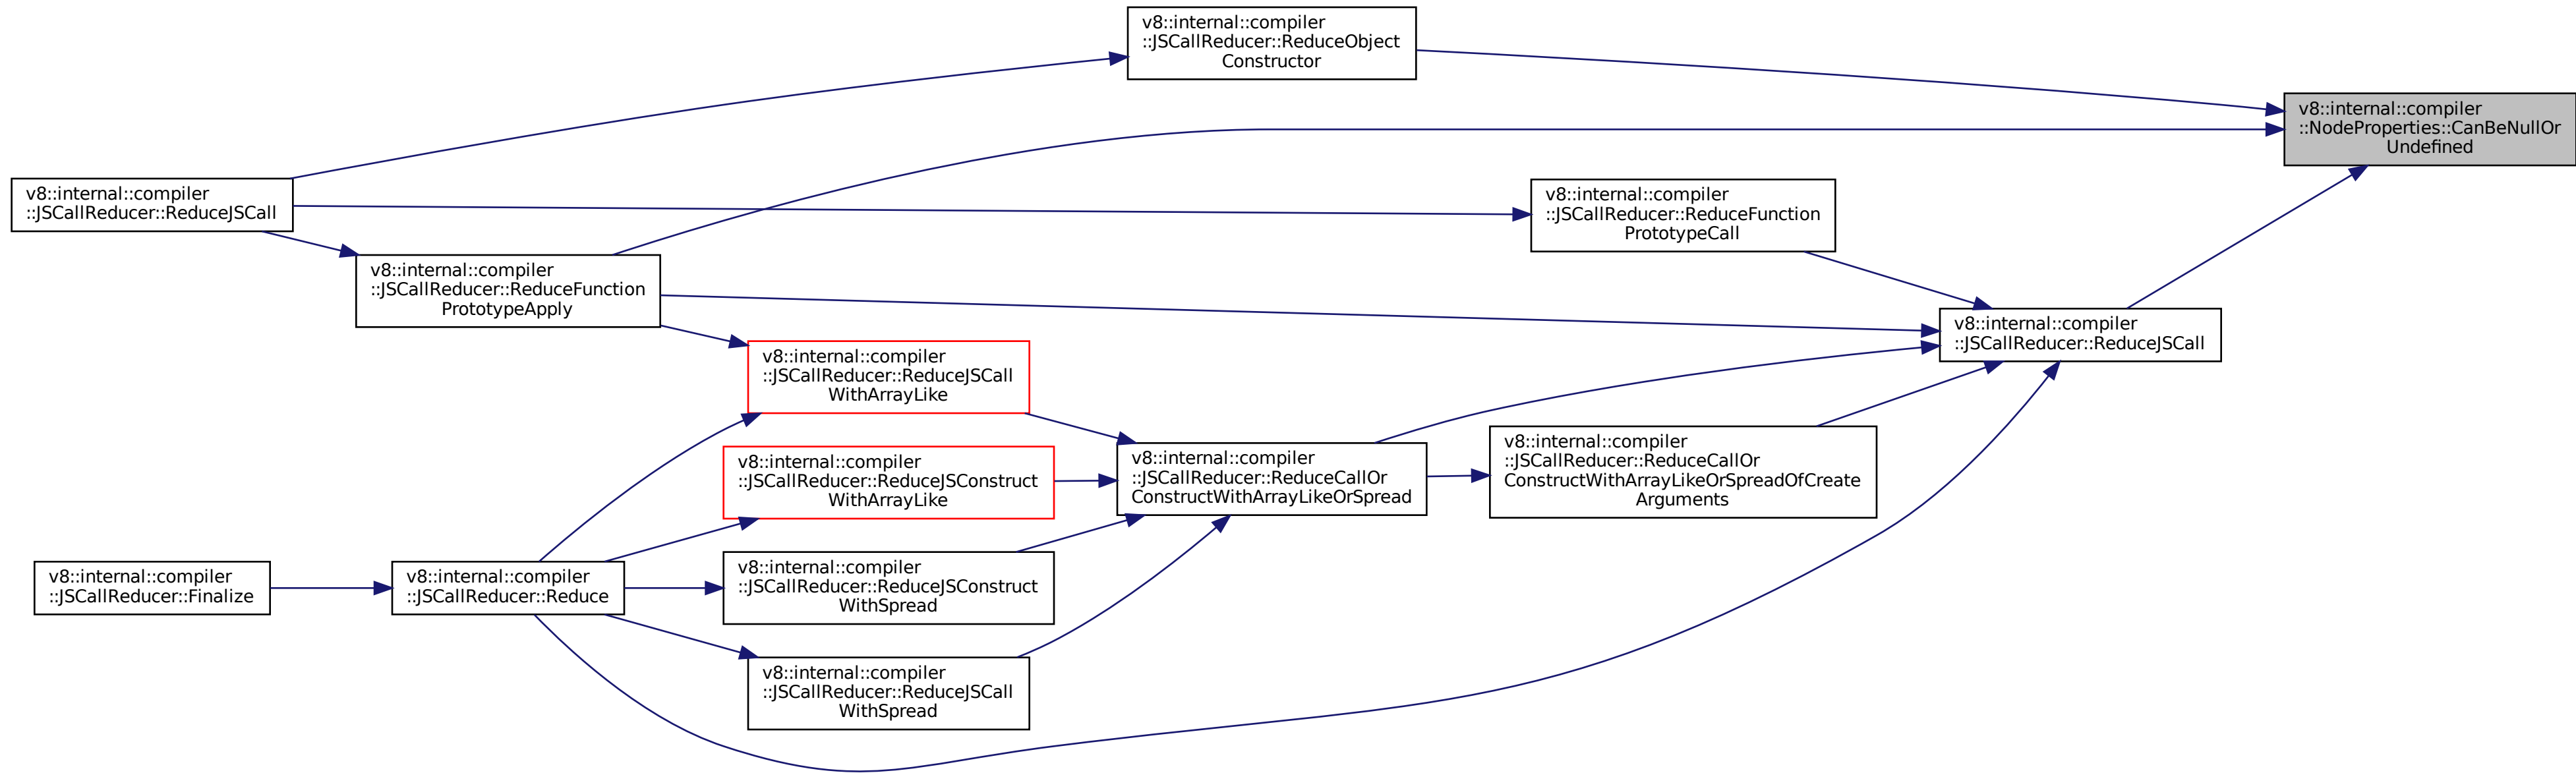 v8::internal::compiler
::JSCallReducer::ReduceObject
Constructor
v8::internal::compiler
::NodeProperties::CanBeNullOr
Undefined
v8::internal::compiler
::JSCallReducer::ReduceJSCall
v8::internal::compiler
::JSCallReducer::ReduceFunction
PrototypeCall
v8::internal::compiler
::JSCallReducer::ReduceFunction
PrototypeApply
v8::internal::compiler
::JSCallReducer::ReduceJSCall
v8::internal::compiler
::JSCallReducer::ReduceJSCall
WithArrayLike
v8::internal::compiler
::JSCallReducer::ReduceCallOr
ConstructWithArrayLikeOrSpreadOfCreate
Arguments
v8::internal::compiler
::JSCallReducer::ReduceCallOr
ConstructWithArrayLikeOrSpread
v8::internal::compiler
::JSCallReducer::ReduceJSConstruct
WithArrayLike
v8::internal::compiler
::JSCallReducer::ReduceJSConstruct
WithSpread
v8::internal::compiler
::JSCallReducer::Finalize
v8::internal::compiler
::JSCallReducer::Reduce
v8::internal::compiler
::JSCallReducer::ReduceJSCall
WithSpread